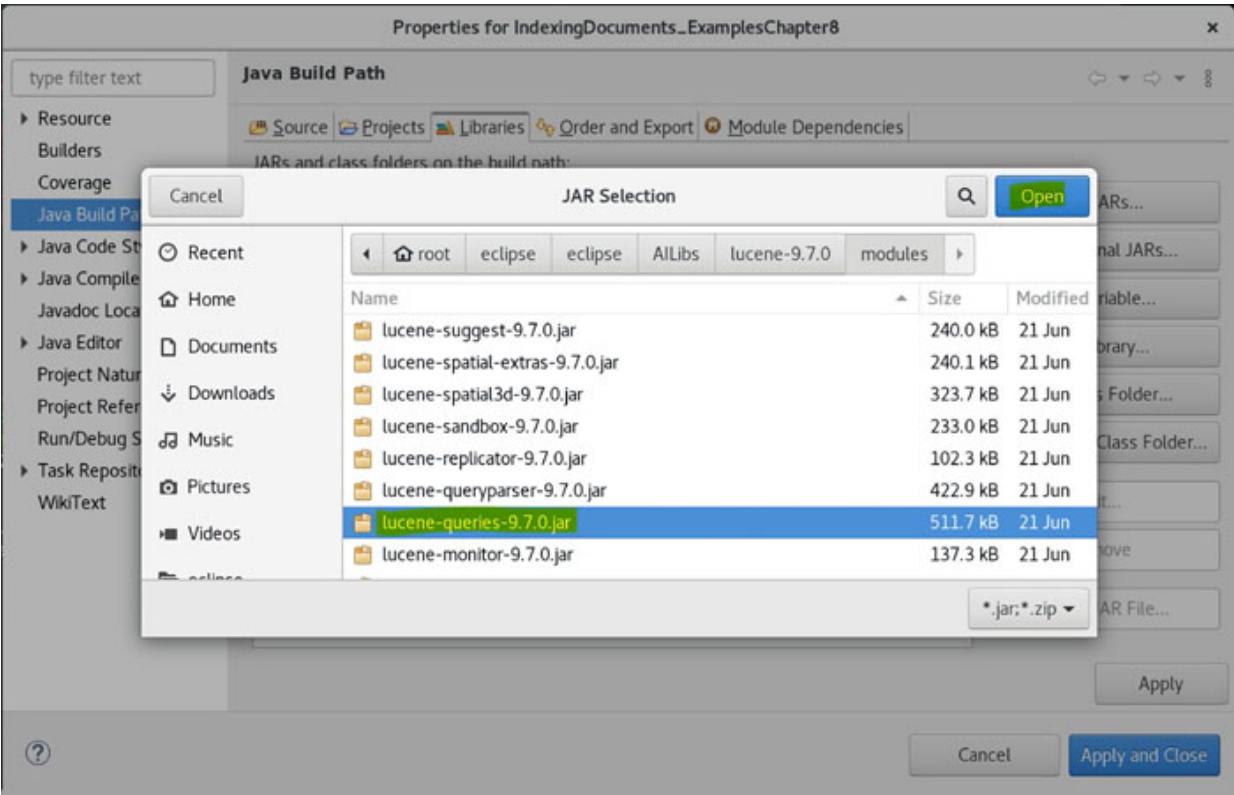 Properties for IndexingDocuments_ExamplesChapter8
type filter text
Resource
Builders
Coverage
Java Build Pa
Java Code St
Java Compile
Javadoc Loca
Java Editor
Project Natur
Project Refer
Run/Debug S
Task Reposit
WikiText
Java Build Path
Source Projects Libraries Order and Export Module Dependencies
JARs and class folders on the build path:
Cancel JAR Selection Open
Recent
Home
Documents
Downloads
Music
Pictures
Videos
eclipse
root eclipse eclipse AlLibs lucene-9.7.0 modules
Name Size Modified
lucene-suggest-9.7.0.jar 240.0 kB 21 Jun
lucene-spatial-extras-9.7.0.jar 240.1 kB 21 Jun
lucene-spatial3d-9.7.0.jar 323.7 kB 21 Jun
lucene-sandbox-9.7.0.jar 233.0 kB 21 Jun
lucene-replicator-9.7.0.jar 102.3 kB 21 Jun
lucene-queryparser-9.7.0.jar 422.9 kB 21 Jun
lucene-queries-9.7.0.jar 511.7 kB 21 Jun
lucene-monitor-9.7.0.jar 137.3 kB 21 Jun
*.jar;*.zip
ARs...
nal JARs...
riable...
brary...
s Folder...
Class Folder...
t...
ove
AR File...
Apply
Cancel Apply and Close